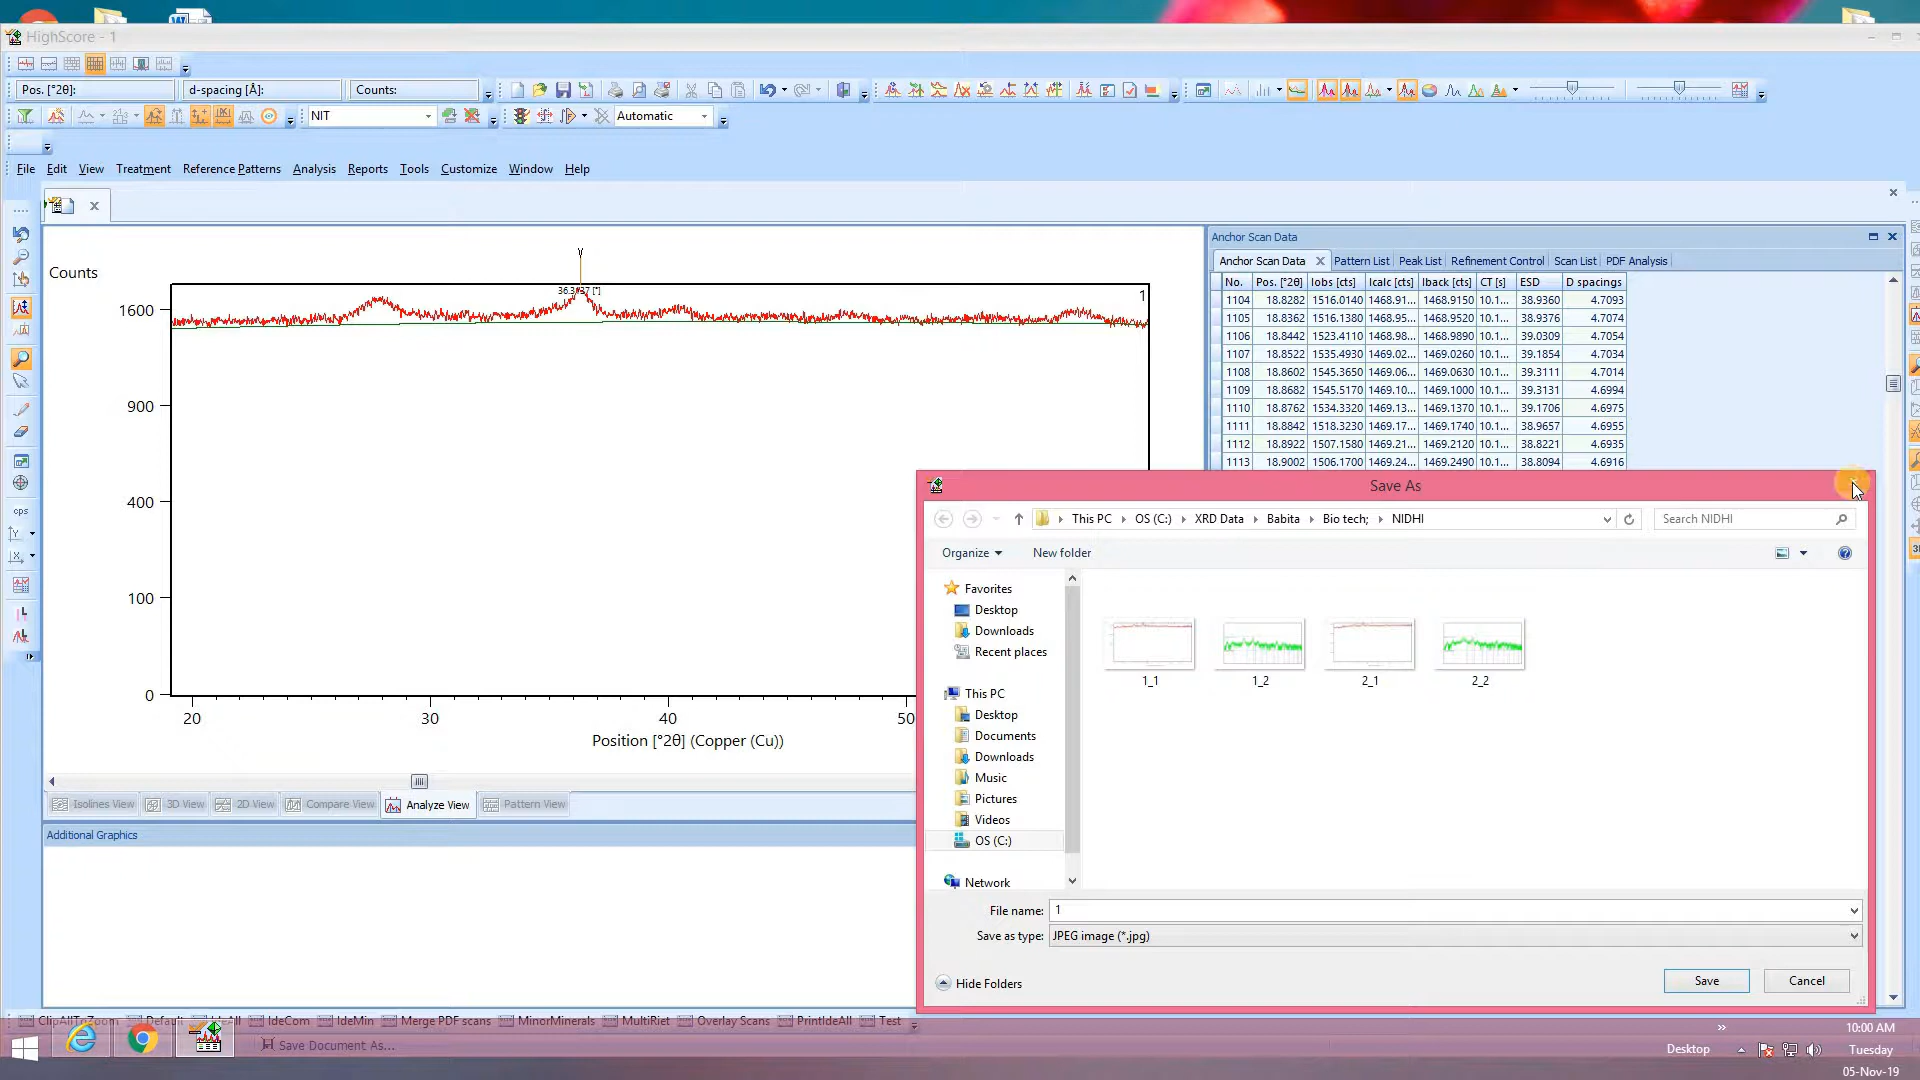 HighScore - 1
Pos. [°2θ]: d-spacing [Å]: Counts:
NIT Automatic
File Edit View Treatment Reference Patterns Analysis Reports Tools Customize Window Help
Counts
1600
900
400
100
0
20 30 40
Position [°2θ] (Copper (Cu))
1
Isolines View 3D View 2D View Compare View Analyze View Pattern View
Additional Graphics
Anchor Scan Data
Anchor Scan Data Pattern List Peak List Refinement Control Scan List PDF Analysis
No. Pos. [°2θ] Iobs [cts] Icalc [cts] Iback [cts] CT [s] ESD D spacings
1104 18.8282 1516.0140 1468.91... 1468.9150 10.1... 38.9360 4.7093
1105 18.8362 1516.1380 1468.95... 1468.9520 10.1... 38.9376 4.7074
1106 18.8442 1523.4110 1468.98... 1468.9890 10.1... 39.0309 4.7054
1107 18.8522 1535.4930 1469.02... 1469.0260 10.1... 39.1854 4.7034
1108 18.8602 1545.3650 1469.06... 1469.0630 10.1... 39.3111 4.7014
1109 18.8682 1545.5170 1469.10... 1469.1000 10.1... 39.3131 4.6994
1110 18.8762 1534.3320 1469.13... 1469.1370 10.1... 39.1706 4.6975
1111 18.8842 1518.3230 1469.17... 1469.1740 10.1... 38.9657 4.6955
1112 18.8922 1507.1580 1469.21... 1469.2120 10.1... 38.8221 4.6935
1113 18.9002 1506.1700 1469.24... 1469.2490 10.1... 38.8094 4.6916
Save As
This PC OS (C:) XRD Data Babita Bio tech; NIDHI Search NIDHI
Organize New folder
Favorites
Desktop
Downloads
Recent places
This PC
Desktop
Documents
Downloads
Music
Pictures
Videos
OS (C:)
Network
1_1 1_2 2_1 2_2
File name: 1
Save as type: JPEG image (*.jpg)
Hide Folders Save Cancel
cps
Default IdeAll IdeCom IdeMin Merge PDF scans MinorMinerals MultiRiet Overlay Scans PrintIdeAll Test
Save Document As...
Desktop
10:00 AM
Tuesday
05-Nov-19